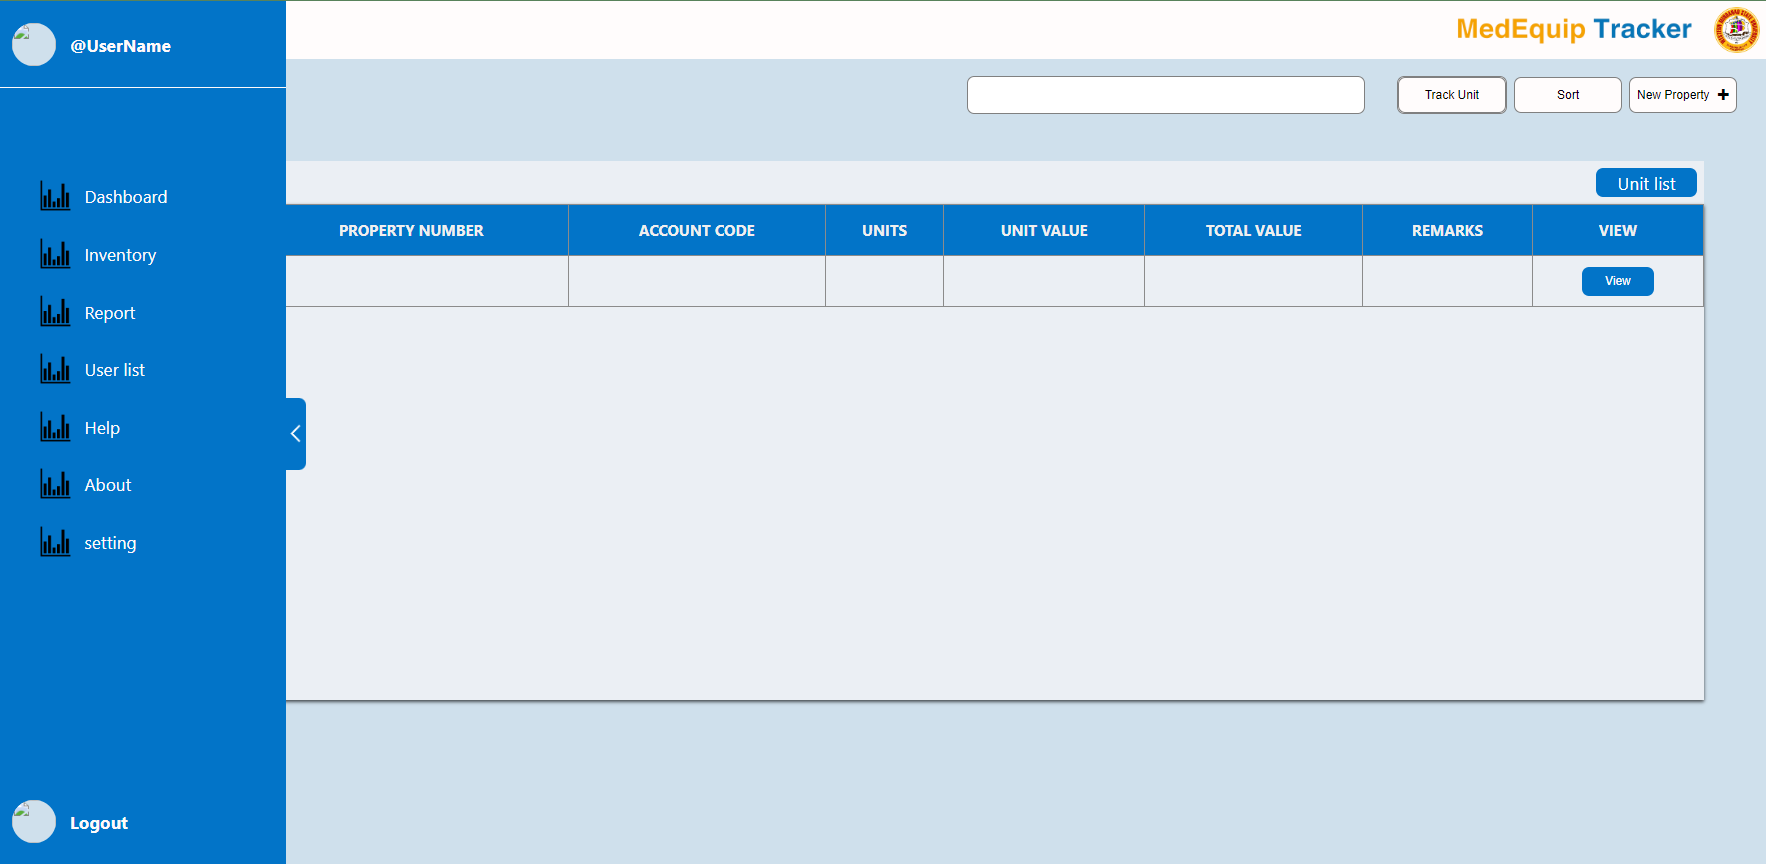 @UserName
MedEquip Tracker
Track Unit
Sort
New Property
Dashboard
Inventory
Report
User list
Help
About
setting
Logout
Unit list
PROPERTY NUMBER ACCOUNT CODE UNITS UNIT VALUE TOTAL VALUE REMARKS VIEW
View